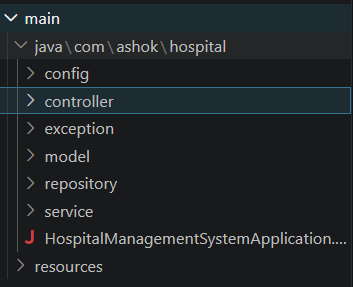 main
java\com\ashok\hospital
config
controller
exception
model
repository
service
J HospitalManagementSystemApplication....
resources